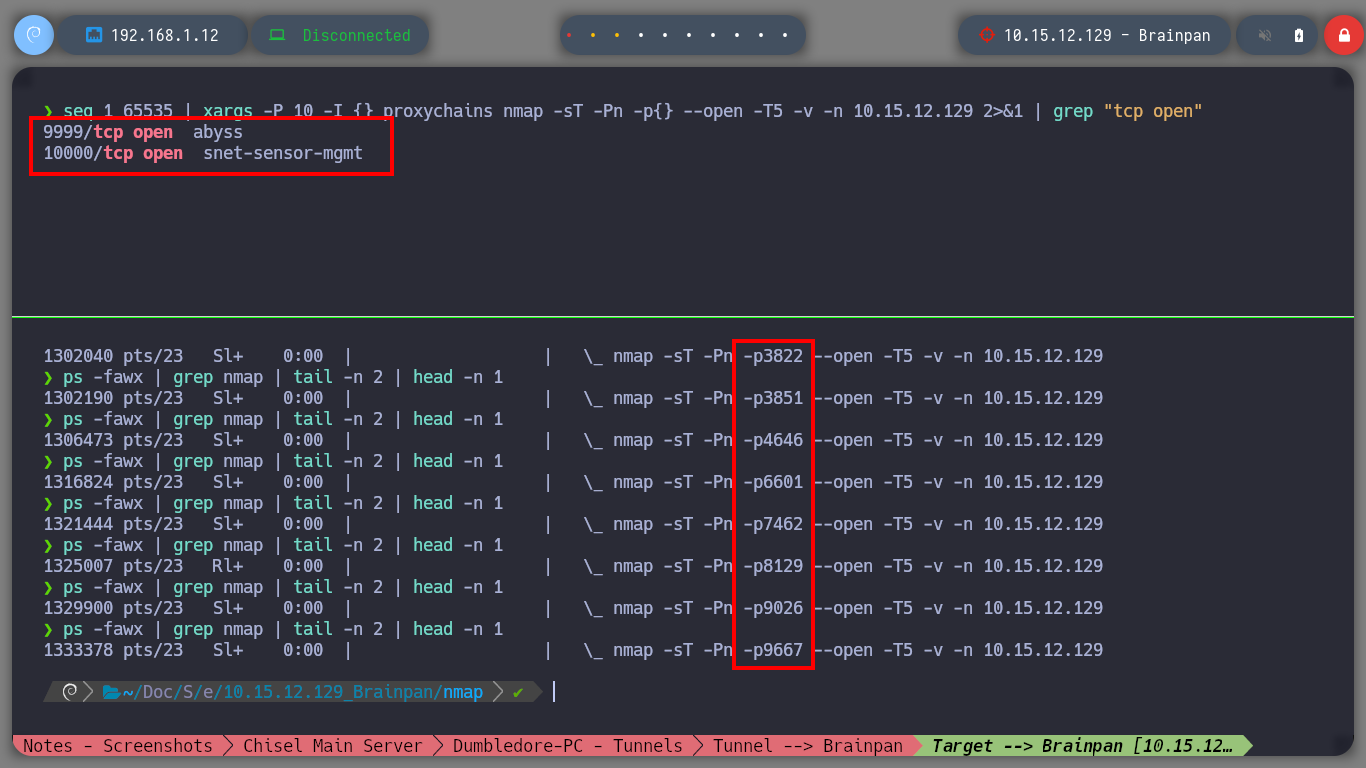 192.168.1.12
Disconnected
10.15.12.129 - Brainpan
❯ seq 1 65535 | xargs -P 10 -I {} proxychains nmap -sT -Pn -p{} --open -T5 -v -n 10.15.12.129 2>&1 | grep "tcp open"
9999/tcp open  abyss
10000/tcp open  snet-sensor-mgmt
1302040 pts/23   Sl+    0:00  |                   |   \_ nmap -sT -Pn -p3822 --open -T5 -v -n 10.15.12.129
❯ ps -fawx | grep nmap | tail -n 2 | head -n 1
1302190 pts/23   Sl+    0:00  |                   |   \_ nmap -sT -Pn -p3851 --open -T5 -v -n 10.15.12.129
❯ ps -fawx | grep nmap | tail -n 2 | head -n 1
1306473 pts/23   Sl+    0:00  |                   |   \_ nmap -sT -Pn -p4646 --open -T5 -v -n 10.15.12.129
❯ ps -fawx | grep nmap | tail -n 2 | head -n 1
1316824 pts/23   Sl+    0:00  |                   |   \_ nmap -sT -Pn -p6601 --open -T5 -v -n 10.15.12.129
❯ ps -fawx | grep nmap | tail -n 2 | head -n 1
1321444 pts/23   Sl+    0:00  |                   |   \_ nmap -sT -Pn -p7462 --open -T5 -v -n 10.15.12.129
❯ ps -fawx | grep nmap | tail -n 2 | head -n 1
1325007 pts/23   Rl+    0:00  |                   |   \_ nmap -sT -Pn -p8129 --open -T5 -v -n 10.15.12.129
❯ ps -fawx | grep nmap | tail -n 2 | head -n 1
1329900 pts/23   Sl+    0:00  |                   |   \_ nmap -sT -Pn -p9026 --open -T5 -v -n 10.15.12.129
❯ ps -fawx | grep nmap | tail -n 2 | head -n 1
1333378 pts/23   Sl+    0:00  |                   |   \_ nmap -sT -Pn -p9667 --open -T5 -v -n 10.15.12.129
~/Doc/S/e/10.15.12.129_Brainpan/nmap ✔
Notes - Screenshots
Chisel Main Server
Dumbledore-PC - Tunnels
Tunnel --> Brainpan
Target --> Brainpan [10.15.12…